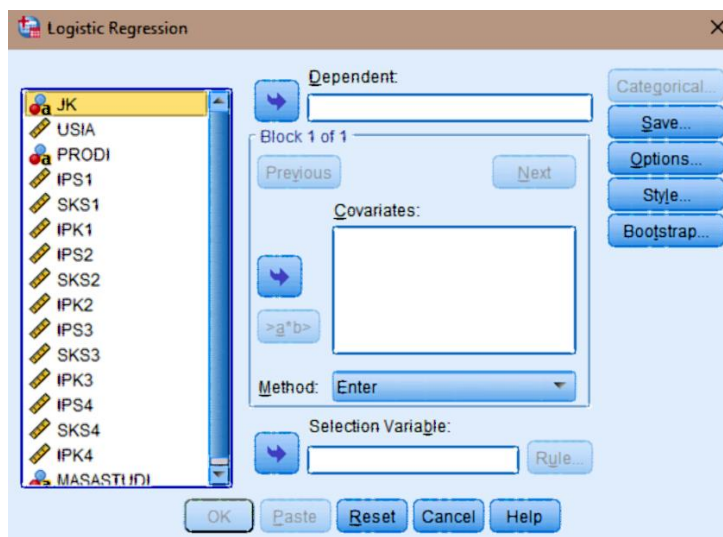 Logistic Regression
JK
USIA
PRODI
IPS1
SKS1
IPK1
IPS2
SKS2
IPK2
IPS3
SKS3
IPK3
IPS4
SKS4
IPK4
MASASTUDI
Dependent:
Block 1 of 1
Previous
Next
Covariates:
>a*b>
Method: Enter
Selection Variable:
Rule...
Categorical...
Save...
Options...
Style...
Bootstrap...
OK Paste Reset Cancel Help